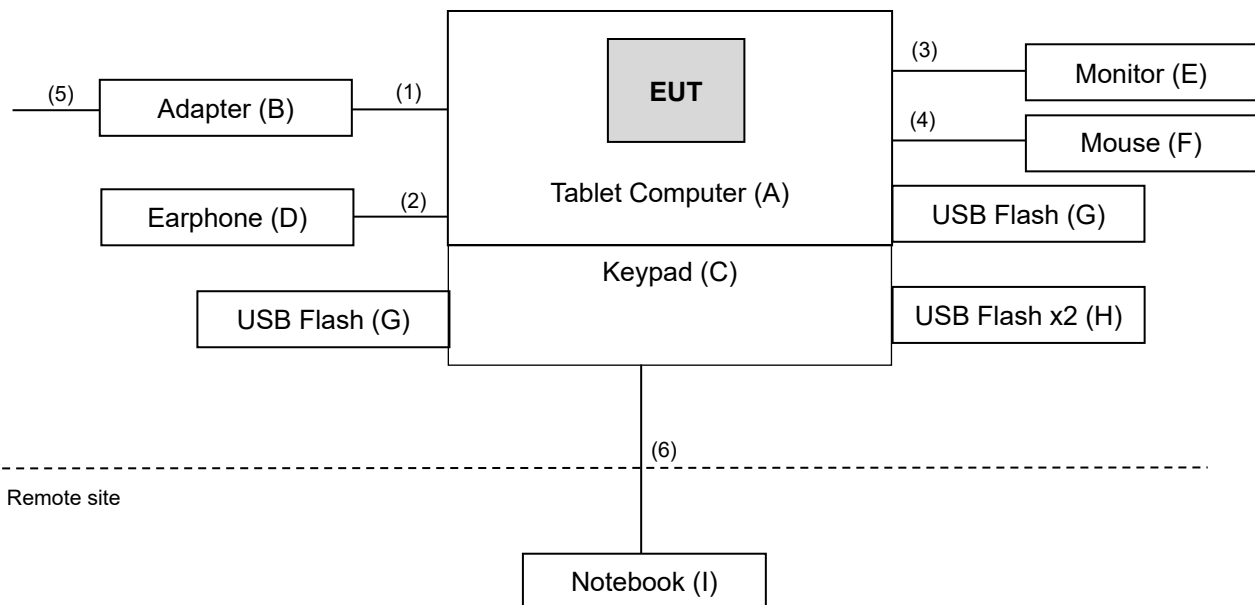 EUT
(3)
Monitor (E)
(5)
Adapter (B)
(1)
(4)
Mouse (F)
Tablet Computer (A)
Earphone (D)
(2)
USB Flash (G)
Keypad (C)
USB Flash (G)
USB Flash x2 (H)
(6)
Remote site
Notebook (I)